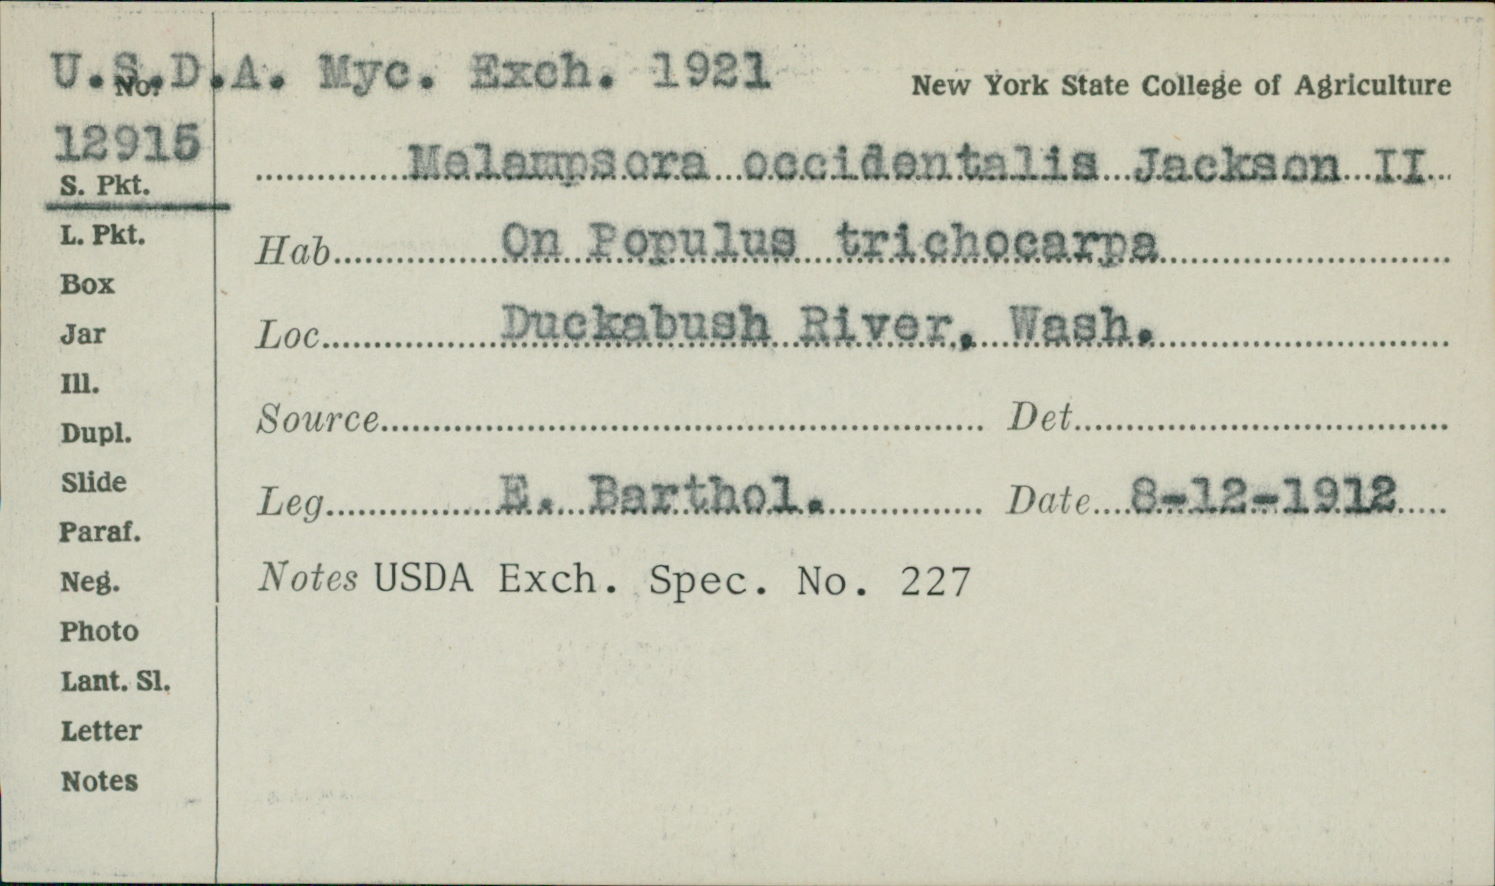 U.S.D.A. Myc. Exch. 1921
No.
New York State College of Agriculture
12915
Melampsora occidentalis Jackson II
S. Pkt.
L. Pkt.
Hab. On Populus trichocarpa
Box
Jar
Loc. Duckabush River, Wash.
Ill.
Dupl.
Source Det.
Slide
Leg. E. Barthol. Date 8-12-1912
Paraf.
Neg.
Notes USDA Exch. Spec. No. 227
Photo
Lant. Sl.
Letter
Notes